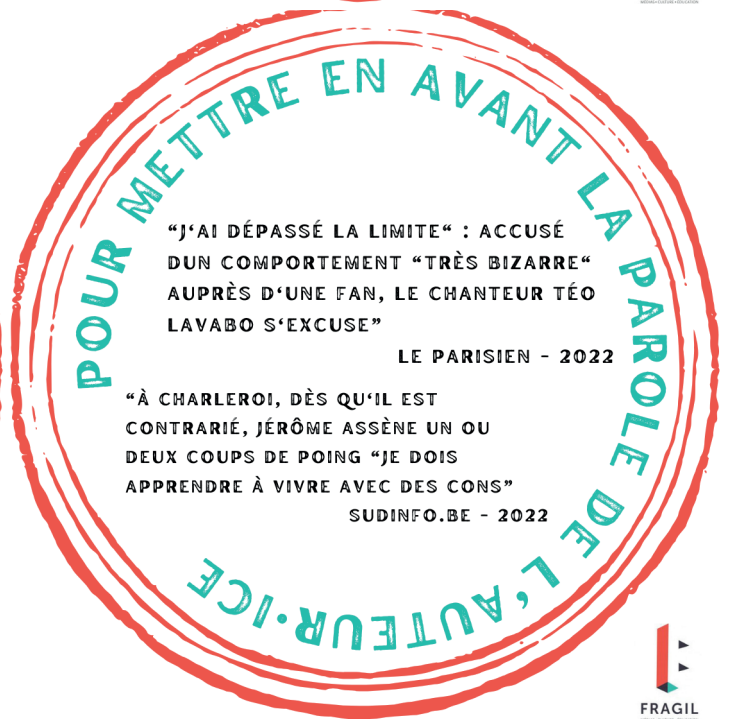 POUR METTRE EN AVANT LA PAROLE DE L'AUTEUR·ICE
“J'AI DÉPASSÉ LA LIMITE“ : ACCUSÉ
DUN COMPORTEMENT “TRÈS BIZARRE“
AUPRÈS D'UNE FAN, LE CHANTEUR TÉO
LAVABO S'EXCUSE”
LE PARISIEN - 2022
“À CHARLEROI, DÈS QU'IL EST
CONTRARIÉ, JÉRÔME ASSÈNE UN OU
DEUX COUPS DE POING “JE DOIS
APPRENDRE À VIVRE AVEC DES CONS”
SUDINFO.BE - 2022
FRAGIL